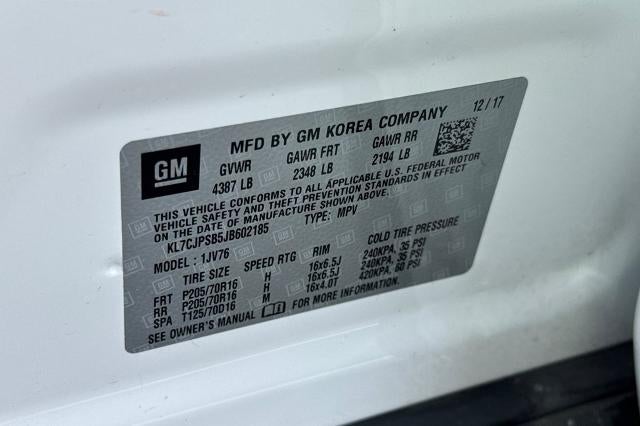 MFD BY GM KOREA COMPANY 12/17
GM
GVWR GAWR FRT GAWR RR
4387 LB 2348 LB 2194 LB
THIS VEHICLE CONFORMS TO ALL APPLICABLE U.S. FEDERAL MOTOR
VEHICLE SAFETY AND THEFT PREVENTION STANDARDS IN EFFECT
ON THE DATE OF MANUFACTURE SHOWN ABOVE.
KL7CJPSB5JB602185 TYPE: MPV
MODEL: 1JV76
TIRE SIZE SPEED RTG RIM COLD TIRE PRESSURE
FRT P205/70R16 H 16x6.5J 240KPA, 35 PSI
RR P205/70R16 H 16x6.5J 240KPA, 35 PSI
SPA T125/70D16 M 16x4.0T 420KPA, 60 PSI
SEE OWNER'S MANUAL FOR MORE INFORMATION.